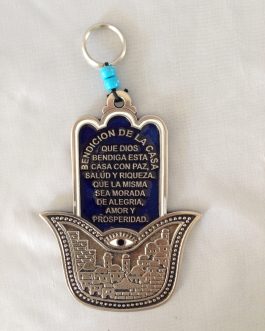 BENDICION DE LA CASA
QUE DIOS
BENDIGA ESTA
CASA CON PAZ,
SALUD Y RIQUEZA.
QUE LA MISMA
SEA MORADA
DE ALEGRIA,
AMOR Y
PROSPERIDAD.